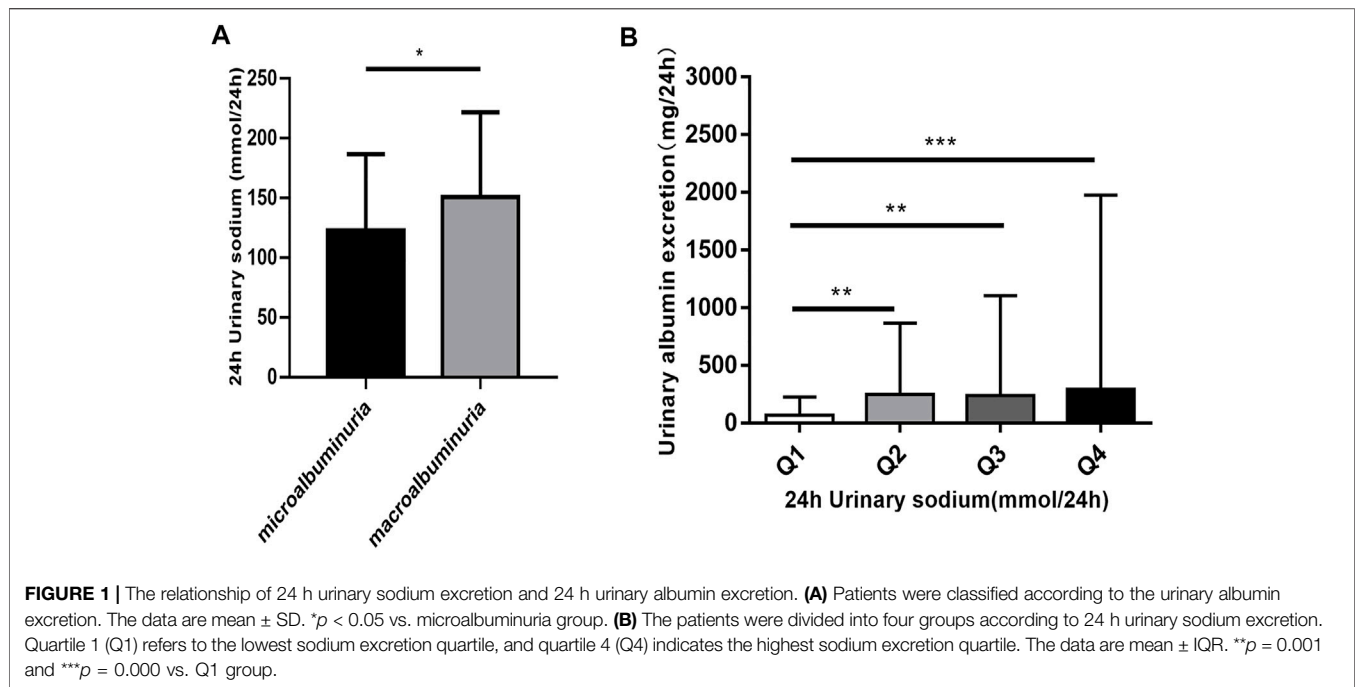 A
*
250
200
150
100
50
0
24h Urinary sodium (mmol/24h)
microalbuminuria
macroalbuminuria
B
3000
2500
2000
1500
1000
500
0
Urinary albumin excretion(mg/24h)
***
**
**
Q1
Q2
Q3
Q4
24h Urinary sodium(mmol/24h)
FIGURE 1 | The relationship of 24 h urinary sodium excretion and 24 h urinary albumin excretion. (A) Patients were classified according to the urinary albumin
excretion. The data are mean ± SD. *p < 0.05 vs. microalbuminuria group. (B) The patients were divided into four groups according to 24 h urinary sodium excretion.
Quartile 1 (Q1) refers to the lowest sodium excretion quartile, and quartile 4 (Q4) indicates the highest sodium excretion quartile. The data are mean ± IQR. **p = 0.001
and ***p = 0.000 vs. Q1 group.